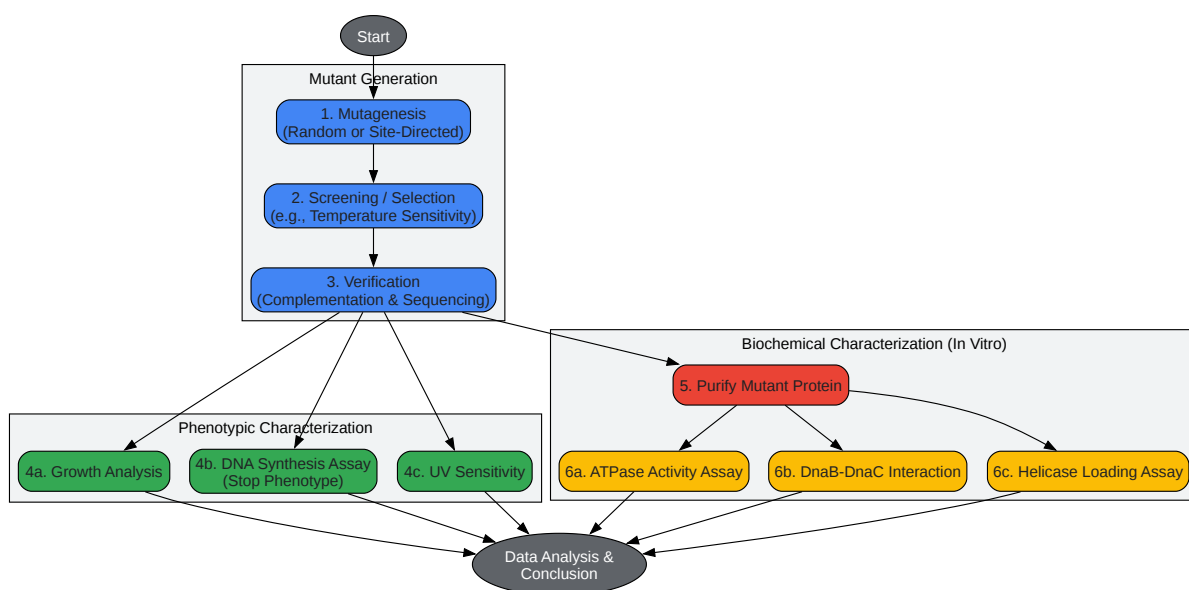 Start
Mutant Generation
1. Mutagenesis
(Random or Site-Directed)
2. Screening / Selection
(e.g., Temperature Sensitivity)
3. Verification
(Complementation & Sequencing)
Biochemical Characterization (In Vitro)
5. Purify Mutant Protein
Phenotypic Characterization
4a. Growth Analysis
4b. DNA Synthesis Assay
(Stop Phenotype)
4c. UV Sensitivity
6a. ATPase Activity Assay
6b. DnaB-DnaC Interaction
6c. Helicase Loading Assay
Data Analysis &
Conclusion